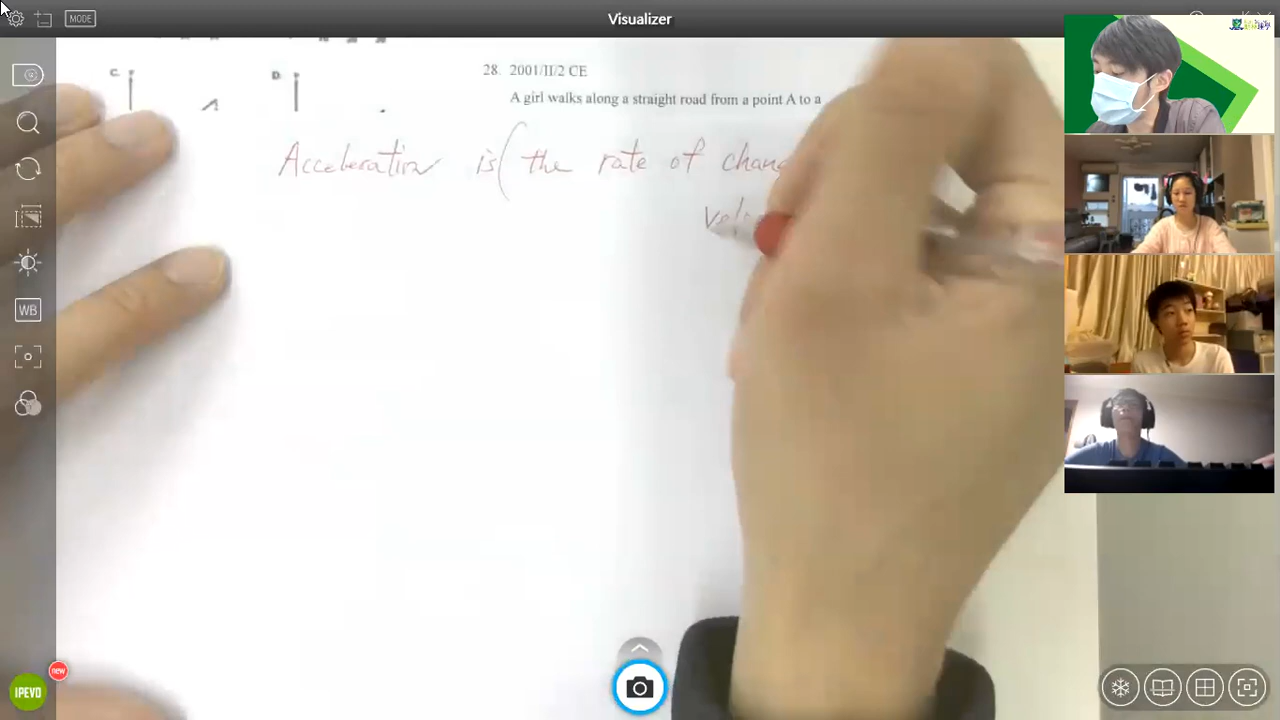 MODE
Visualizer
C.
D.
28. 2001/II/2 CE
A girl walks along a straight road from a point A to a
Acceleration is ( the rate of chang
velo
WB
new
IPEVO